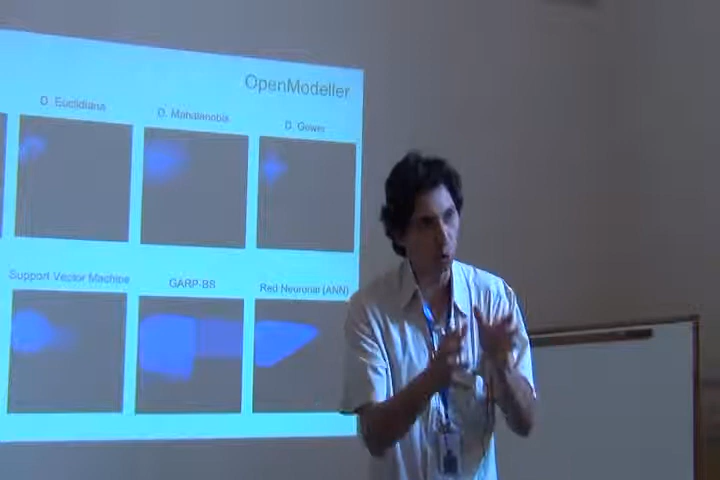 OpenModeller
D. Euclidiana
D. Mahalanobis
D. Gower
Support Vector Machine
GARP-BS
Red Neuronal (ANN)